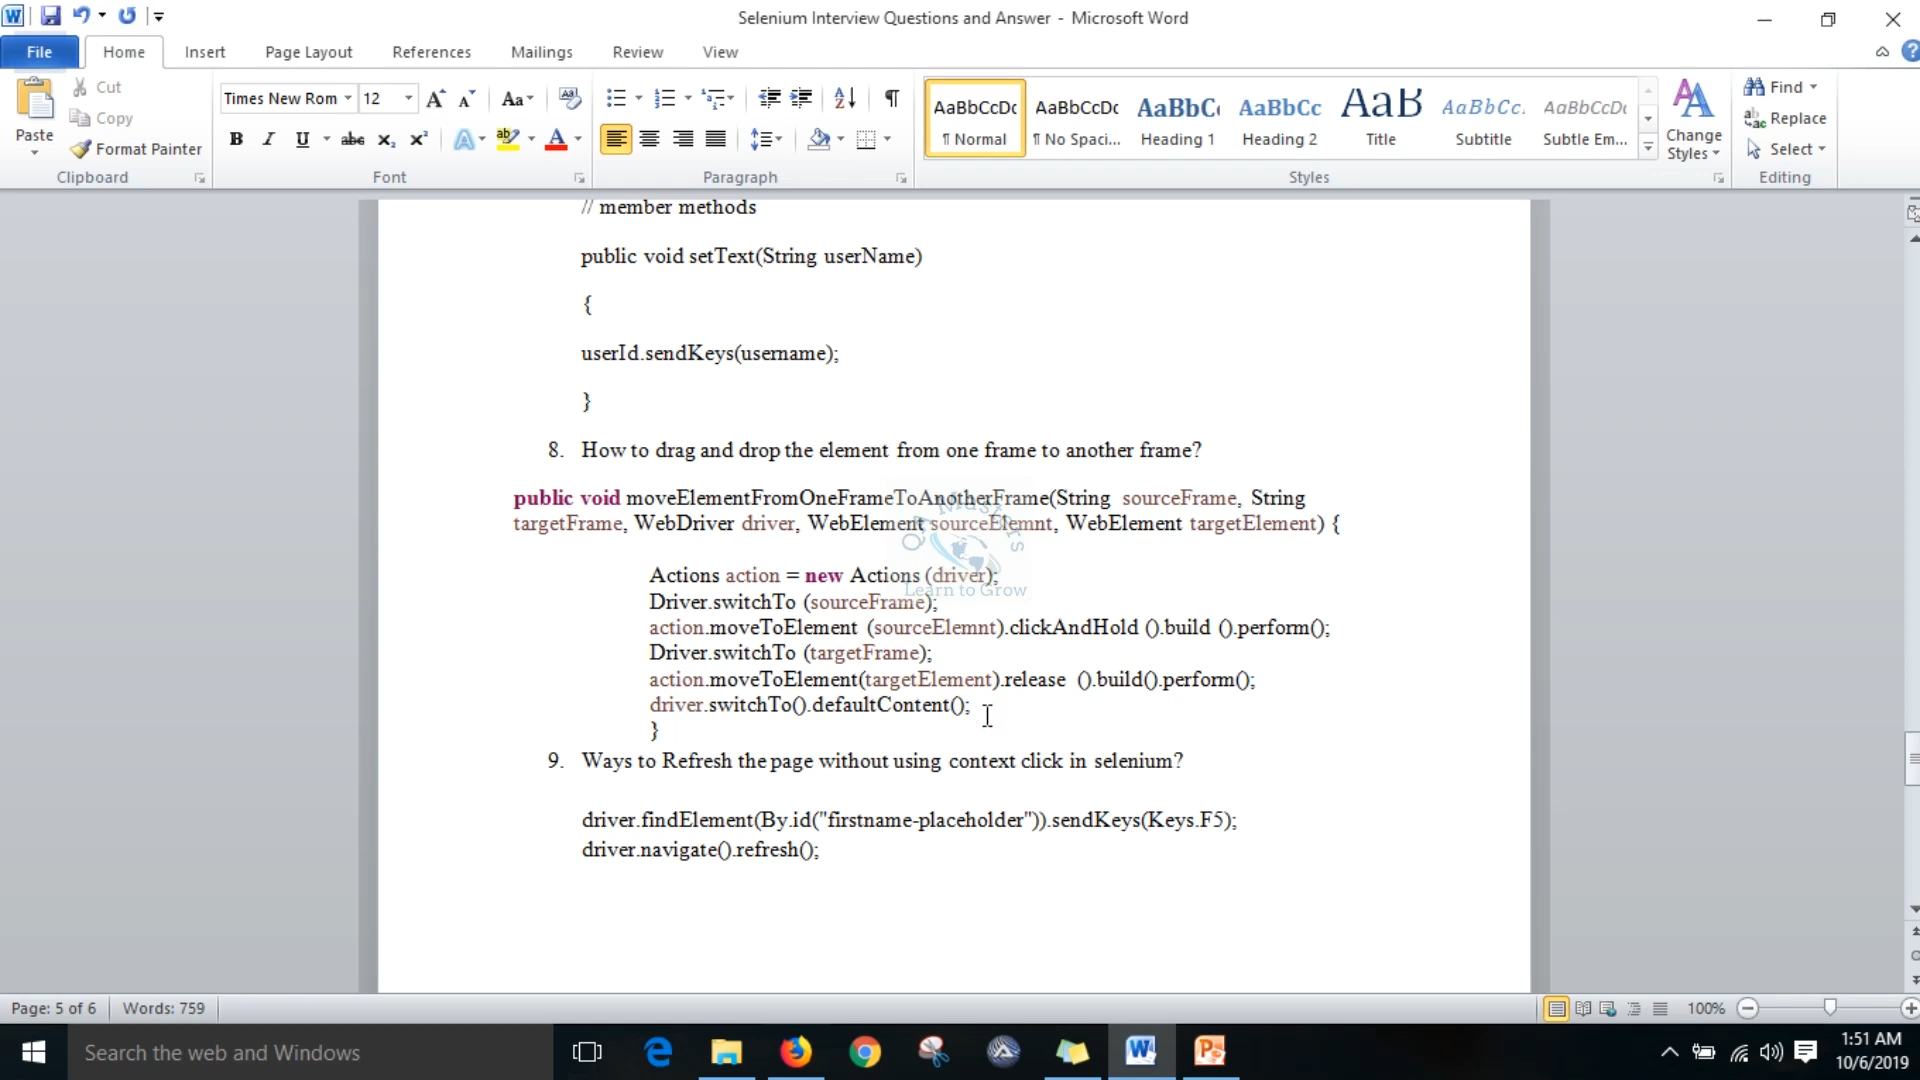 Selenium Interview Questions and Answer - Microsoft Word
File Home Insert Page Layout References Mailings Review View
Paste
Cut
Copy
Format Painter
Clipboard
Times New Rom 12
Font
Paragraph
AaBbCcDc AaBbCcDc AaBbC AaBbCc AaB AaBbCc. AaBbCcDc
¶ Normal ¶ No Spaci... Heading 1 Heading 2 Title Subtitle Subtle Em...
Change Styles
Styles
Find
Replace
Select
Editing
// member methods
public void setText(String userName)
{
userId.sendKeys(username);
}
8. How to drag and drop the element from one frame to another frame?
public void moveElementFromOneFrameToAnotherFrame(String sourceFrame, String
targetFrame, WebDriver driver, WebElement sourceElemnt, WebElement targetElement) {
QA Masters
Learn to Grow
Actions action = new Actions (driver);
Driver.switchTo (sourceFrame);
action.moveToElement (sourceElemnt).clickAndHold ().build ().perform();
Driver.switchTo (targetFrame);
action.moveToElement(targetElement).release ().build().perform();
driver.switchTo().defaultContent();
}
9. Ways to Refresh the page without using context click in selenium?
driver.findElement(By.id("firstname-placeholder")).sendKeys(Keys.F5);
driver.navigate().refresh();
Page: 5 of 6 Words: 759 100%
Search the web and Windows
1:51 AM
10/6/2019